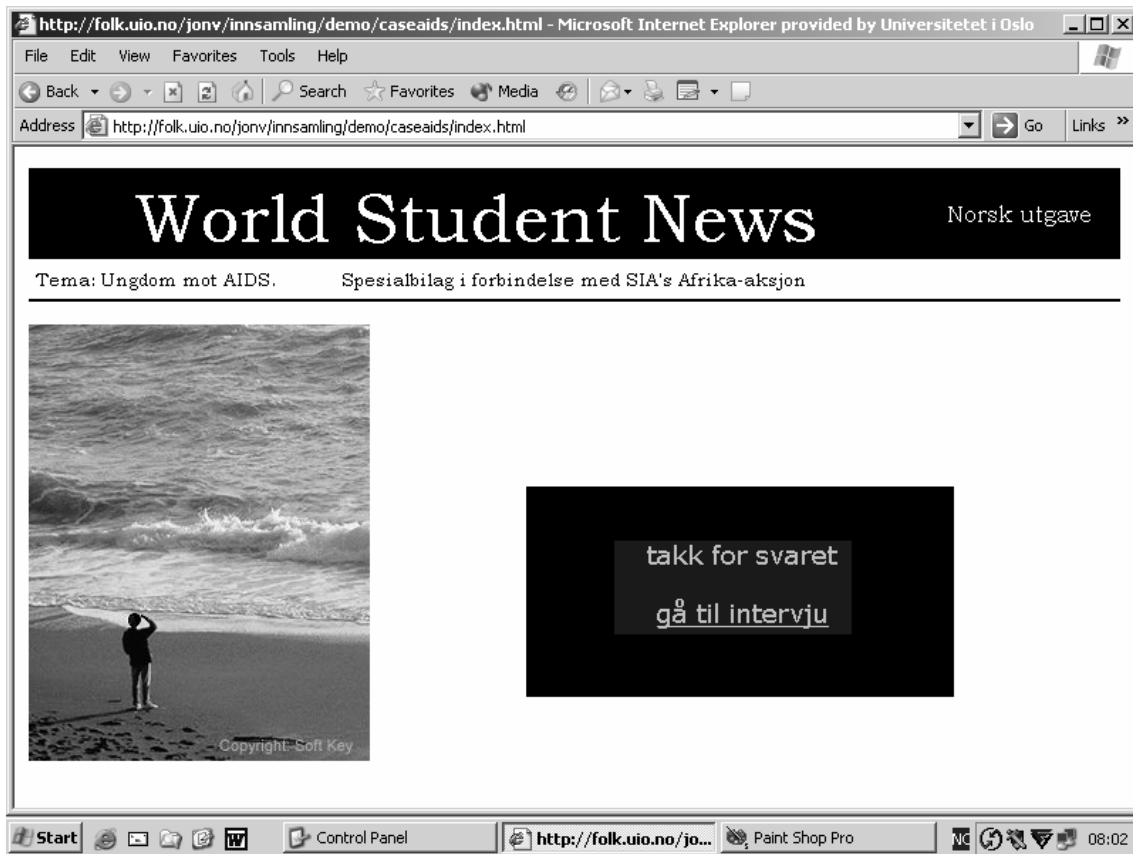 http://folk.uio.no/jonv/innsamling/demo/caseaids/index.html - Microsoft Internet Explorer provided by Universitetet i Oslo
File Edit View Favorites Tools Help
Back Search Favorites Media
Address http://folk.uio.no/jonv/innsamling/demo/caseaids/index.html Go Links »
World Student News Norsk utgave
Tema: Ungdom mot AIDS. Spesialbilag i forbindelse med SIA's Afrika-aksjon
takk for svaret
gå til intervju
Copyright: Soft Key
Start Control Panel http://folk.uio.no/jo... Paint Shop Pro 08:02